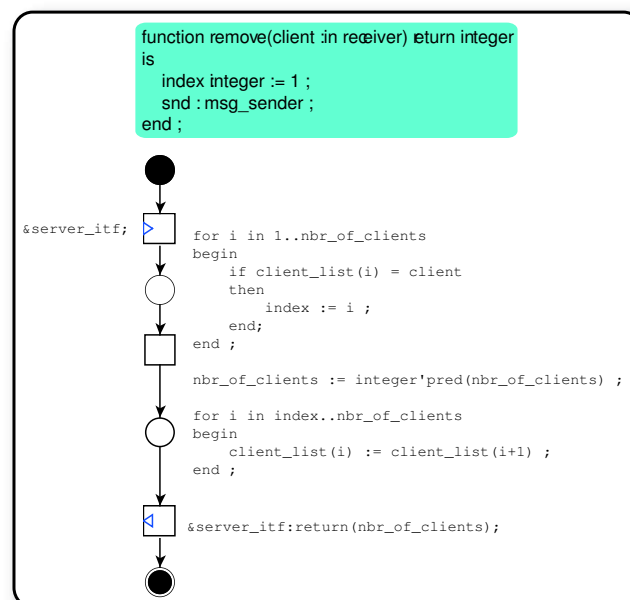 function remove(client :in receiver) return integer
is
index :integer := 1 ;
snd : msg_sender ;
end ;
&server_itf;
for i in 1..nbr_of_clients
begin
if client_list(i) = client
then
index := i ;
end;
end ;
nbr_of_clients := integer'pred(nbr_of_clients) ;
for i in index..nbr_of_clients
begin
client_list(i) := client_list(i+1) ;
end ;
&server_itf:return(nbr_of_clients);